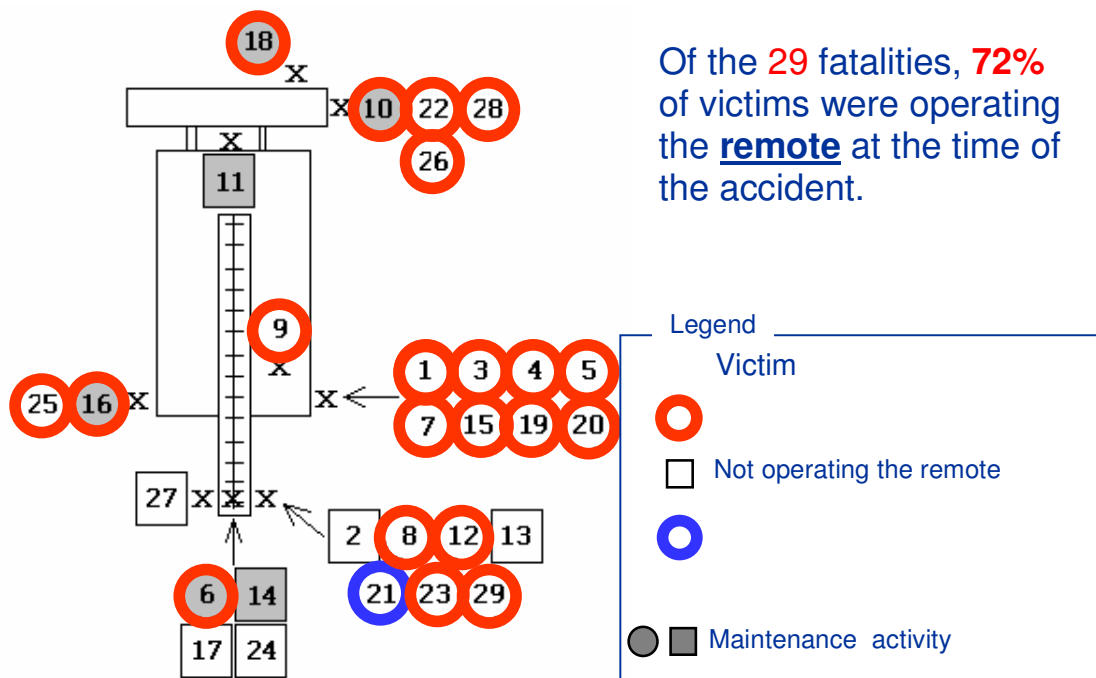 18
x
x 10 22 28
x
26
11
9
x
25 16 x
x
1 3 4 5
7 15 19 20
27 x x x
2 8 12 13
21 23 29
6 14
17 24
Of the 29 fatalities, 72%
of victims were operating
the remote at the time of
the accident.
Legend
Victim
Not operating the remote
Maintenance activity